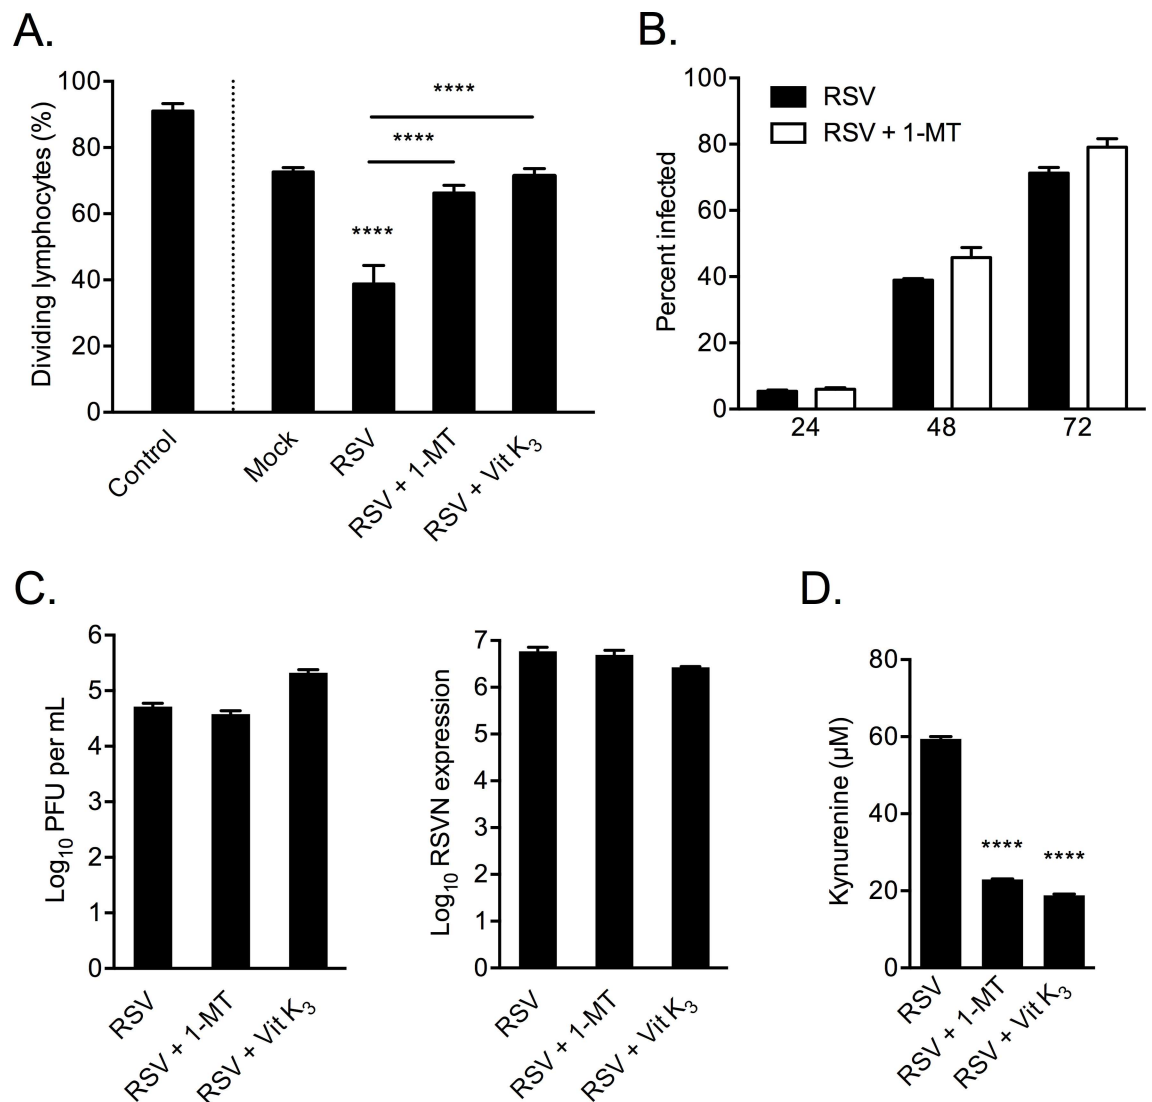 A.
Dividing lymphocytes (%)
100
80
60
40
20
0
****
****
****
Control
Mock
RSV
RSV + 1-MT
RSV + Vit K3
B.
Percent infected
100
80
60
40
20
0
RSV
RSV + 1-MT
24
48
72
C.
Log10 PFU per mL
6
5
4
3
2
1
0
RSV
RSV + 1-MT
RSV + Vit K3
Log10 RSVN expression
7
6
5
4
3
2
1
0
RSV
RSV + 1-MT
RSV + Vit K3
D.
Kynurenine (µM)
80
60
40
20
0
****
****
RSV
RSV + 1-MT
RSV + Vit K3